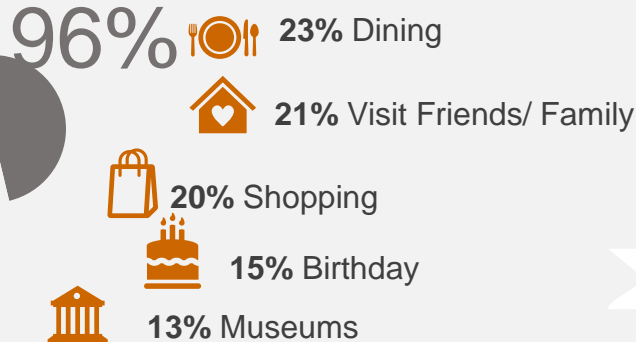 96%
23% Dining
21% Visit Friends/ Family
20% Shopping
15% Birthday
13% Museums